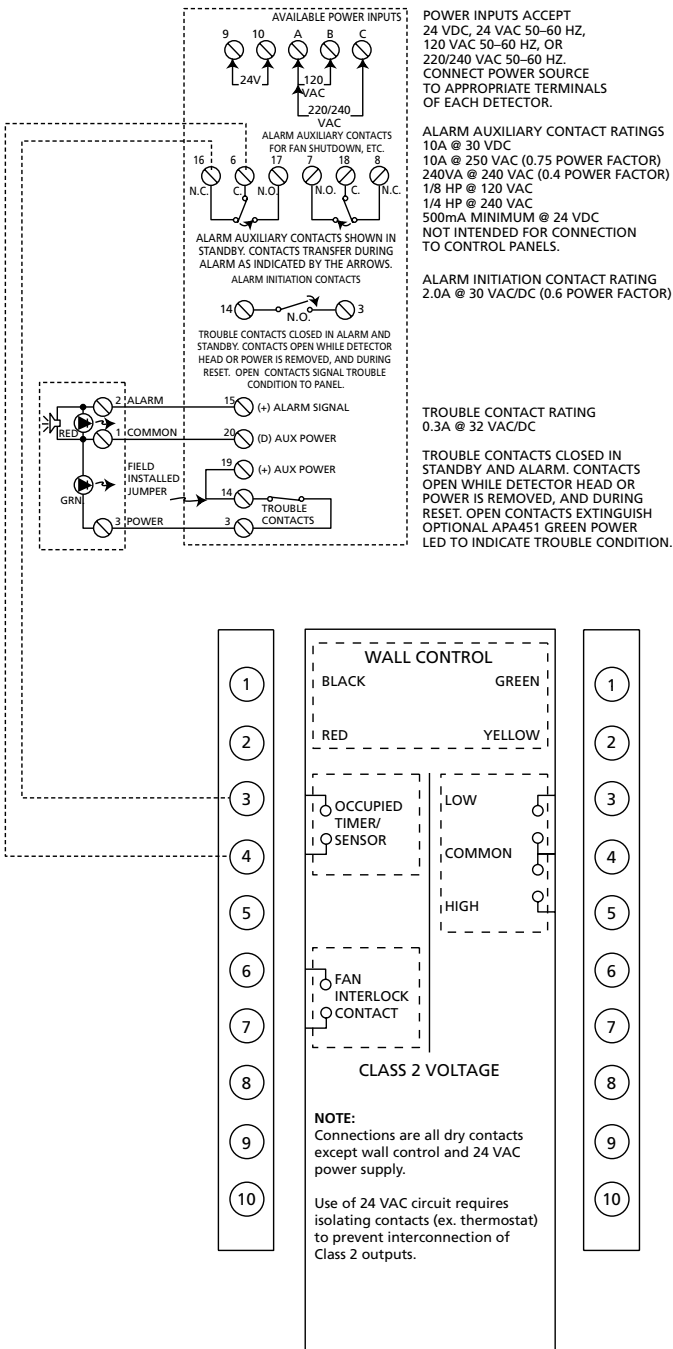 AVAILABLE POWER INPUTS
9 10 A B C
24V
120
VAC
220/240
VAC
ALARM AUXILIARY CONTACTS
FOR FAN SHUTDOWN, ETC.
16 6 17 7 18 8
N.C. C. N.O. N.O. C. N.C.
ALARM AUXILIARY CONTACTS SHOWN IN
STANDBY. CONTACTS TRANSFER DURING
ALARM AS INDICATED BY THE ARROWS.
ALARM INITIATION CONTACTS
14 3
N.O.
TROUBLE CONTACTS CLOSED IN ALARM AND
STANDBY. CONTACTS OPEN WHILE DETECTOR
HEAD OR POWER IS REMOVED, AND DURING
RESET. OPEN CONTACTS SIGNAL TROUBLE
CONDITION TO PANEL.
2 ALARM 15 (+) ALARM SIGNAL
RED 1 COMMON 20 (D) AUX POWER
19 (+) AUX POWER
FIELD
INSTALLED
JUMPER
GRN
14
TROUBLE
CONTACTS
3 POWER 3
POWER INPUTS ACCEPT
24 VDC, 24 VAC 50–60 HZ,
120 VAC 50–60 HZ, OR
220/240 VAC 50–60 HZ.
CONNECT POWER SOURCE
TO APPROPRIATE TERMINALS
OF EACH DETECTOR.
ALARM AUXILIARY CONTACT RATINGS
10A @ 30 VDC
10A @ 250 VAC (0.75 POWER FACTOR)
240VA @ 240 VAC (0.4 POWER FACTOR)
1/8 HP @ 120 VAC
1/4 HP @ 240 VAC
500mA MINIMUM @ 24 VDC
NOT INTENDED FOR CONNECTION
TO CONTROL PANELS.
ALARM INITIATION CONTACT RATING
2.0A @ 30 VAC/DC (0.6 POWER FACTOR)
TROUBLE CONTACT RATING
0.3A @ 32 VAC/DC
TROUBLE CONTACTS CLOSED IN
STANDBY AND ALARM. CONTACTS
OPEN WHILE DETECTOR HEAD OR
POWER IS REMOVED, AND DURING
RESET. OPEN CONTACTS EXTINGUISH
OPTIONAL APA451 GREEN POWER
LED TO INDICATE TROUBLE CONDITION.
1
2
3
4
5
6
7
8
9
10
WALL CONTROL
BLACK GREEN
RED YELLOW
OCCUPIED
TIMER/
SENSOR
LOW
COMMON
HIGH
FAN
INTERLOCK
CONTACT
CLASS 2 VOLTAGE
NOTE:
Connections are all dry contacts
except wall control and 24 VAC
power supply.
Use of 24 VAC circuit requires
isolating contacts (ex. thermostat)
to prevent interconnection of
Class 2 outputs.
1
2
3
4
5
6
7
8
9
10